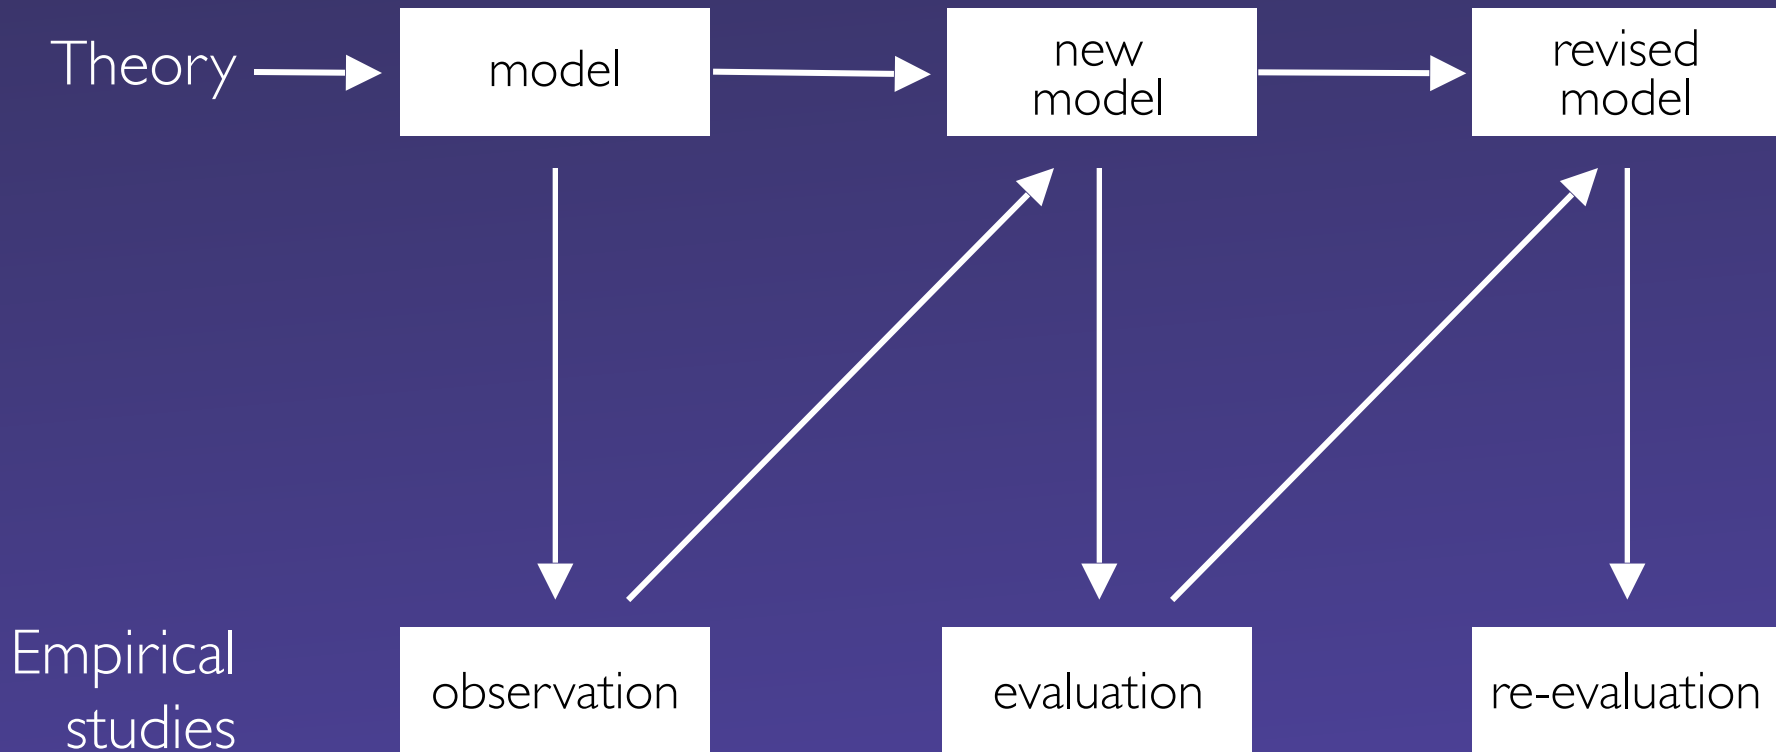 Theory
model
new
model
revised
model
Empirical
studies
observation
evaluation
re-evaluation